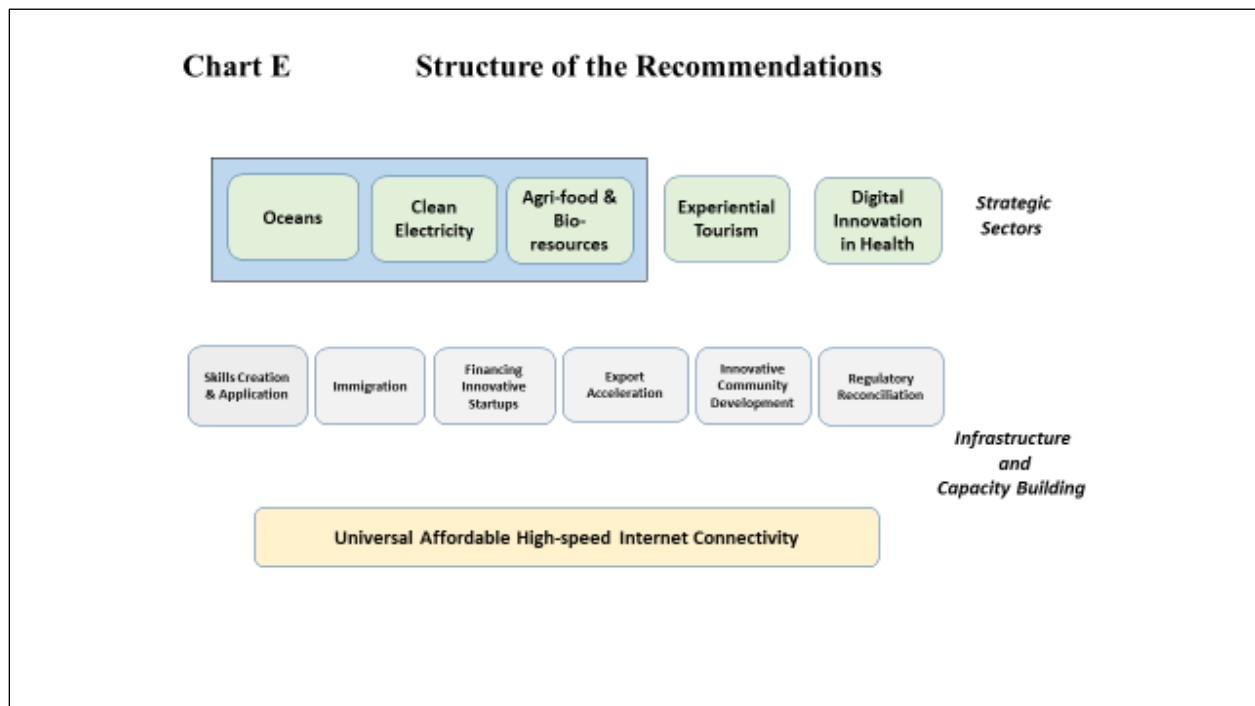 Chart E Structure of the Recommendations
Oceans
Clean
Electricity
Agri-food &
Bio-
resources
Experiential
Tourism
Digital
Innovation
in Health
Strategic
Sectors
Skills Creation
& Application
Immigration
Financing
Innovative
Startups
Export
Acceleration
Innovative
Community
Development
Regulatory
Reconciliation
Infrastructure
and
Capacity Building
Universal Affordable High-speed Internet Connectivity